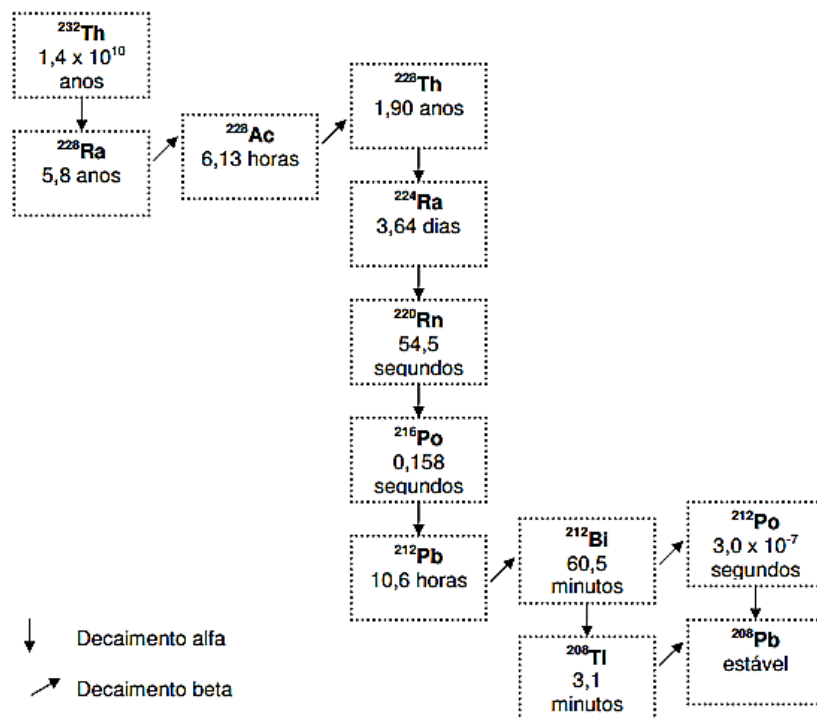 ²³²Th
1,4 x 10¹⁰
anos
²²⁸Ra
5,8 anos
²²⁸Ac
6,13 horas
²²⁸Th
1,90 anos
²²⁴Ra
3,64 dias
²²⁰Rn
54,5
segundos
²¹⁶Po
0,158
segundos
²¹²Pb
10,6 horas
²¹²Bi
60,5
minutos
²¹²Po
3,0 x 10⁻⁷
segundos
²⁰⁸Tl
3,1
minutos
²⁰⁸Pb
estável
Decaimento alfa
Decaimento beta